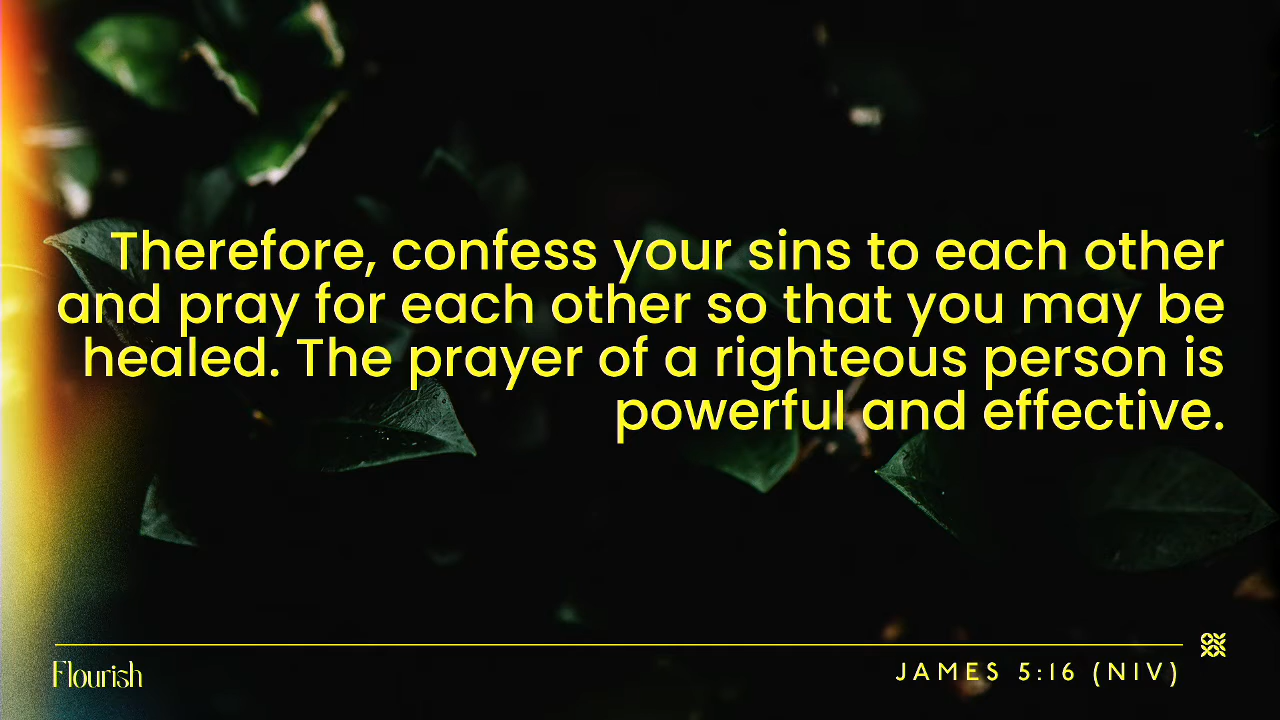 Therefore, confess your sins to each other
and pray for each other so that you may be
healed. The prayer of a righteous person is
powerful and effective.
Flourish
JAMES 5:16 (NIV)